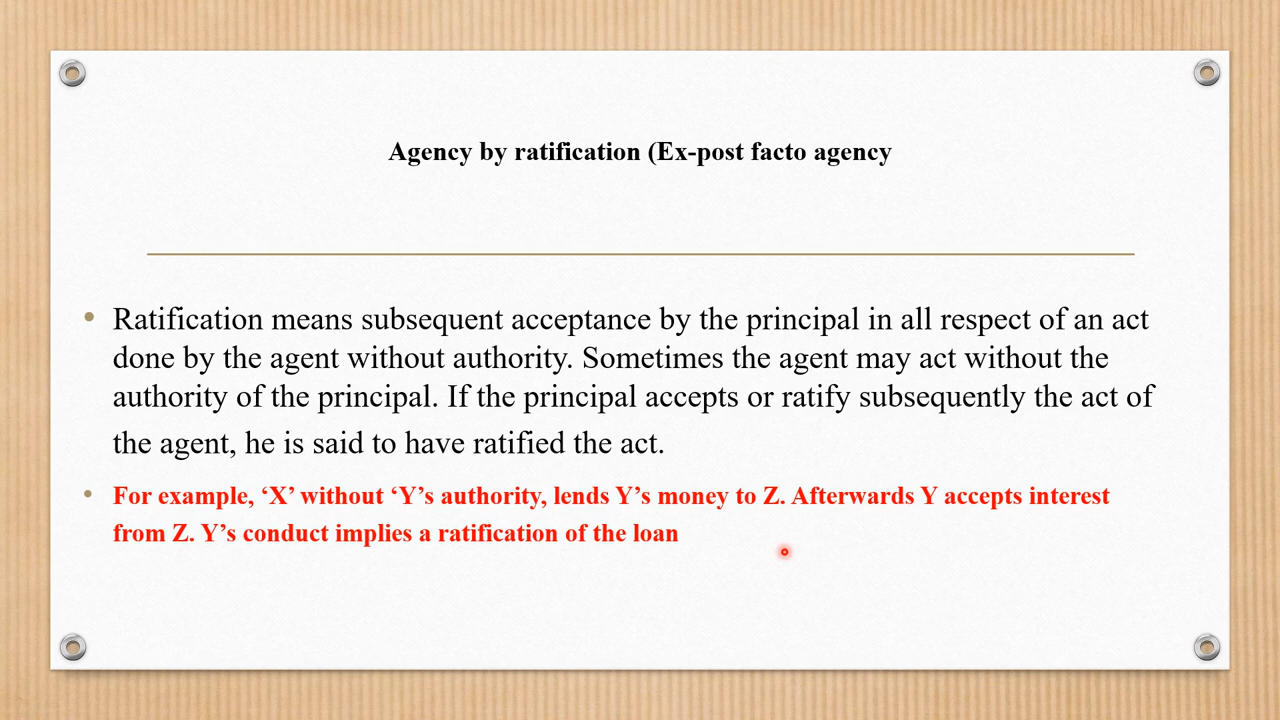 Agency by ratification (Ex-post facto agency
• Ratification means subsequent acceptance by the principal in all respect of an act
done by the agent without authority. Sometimes the agent may act without the
authority of the principal. If the principal accepts or ratify subsequently the act of
the agent, he is said to have ratified the act.
• For example, ‘X’ without ‘Y’s authority, lends Y’s money to Z. Afterwards Y accepts interest
from Z. Y’s conduct implies a ratification of the loan